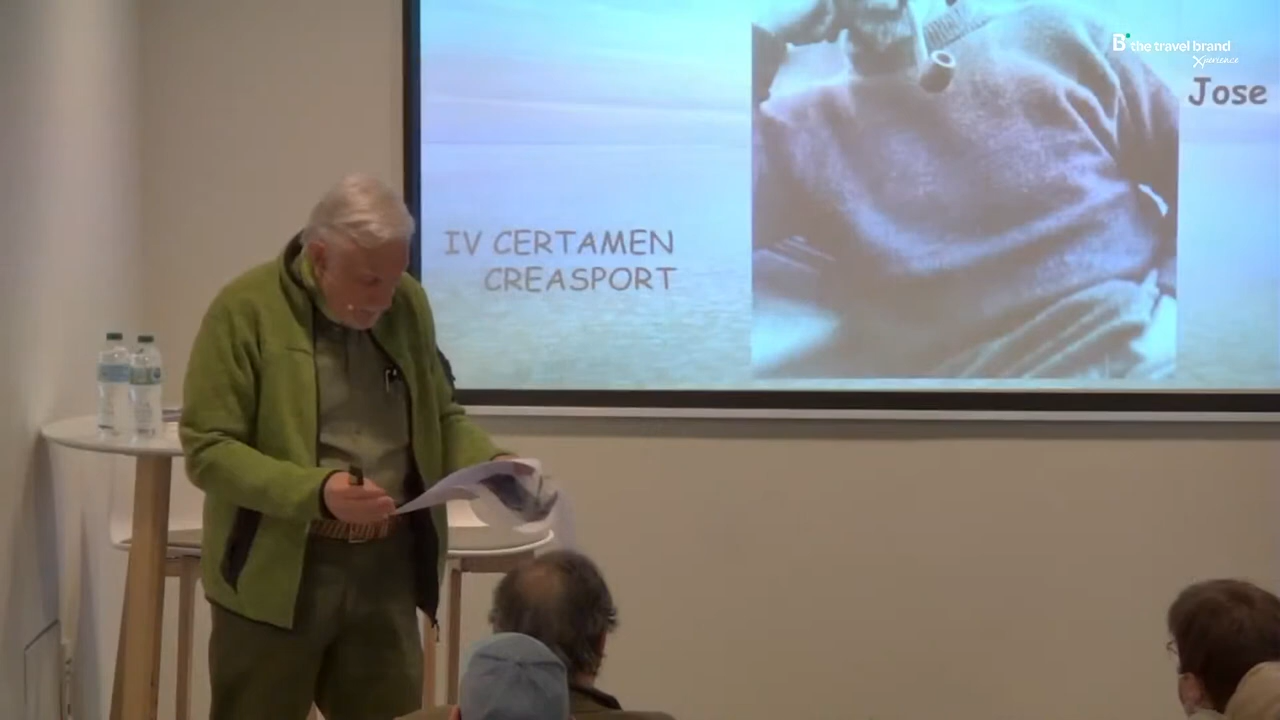 B the travel brand
Xperience
Jose
IV CERTAMEN
CREASPORT